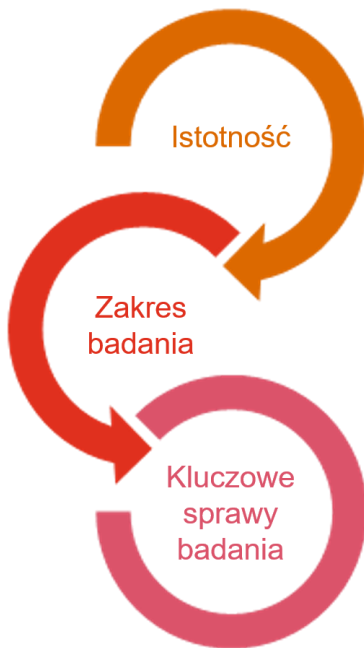 Istotność
Zakres
badania
Kluczowe
sprawy
badania